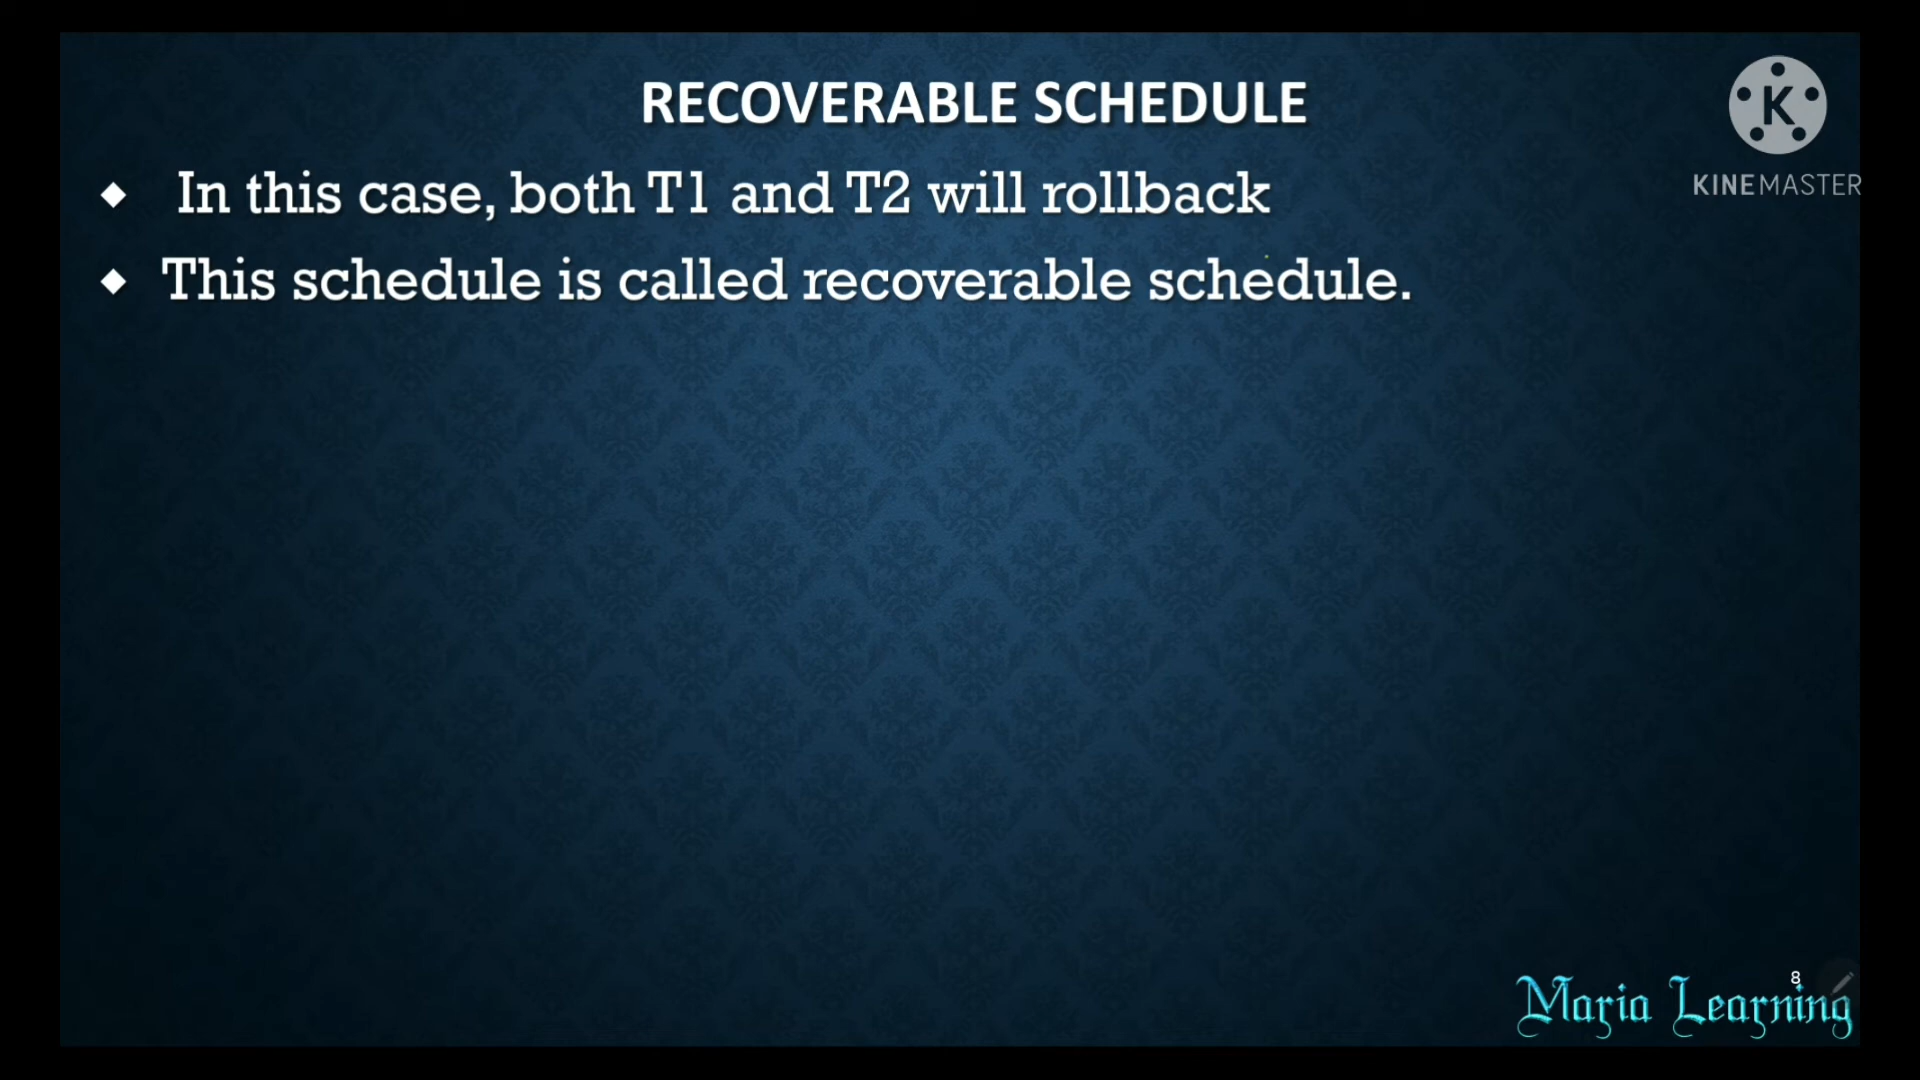 RECOVERABLE SCHEDULE
K
KINEMASTER
In this case, both T1 and T2 will rollback
This schedule is called recoverable schedule.
8
Maria Learning